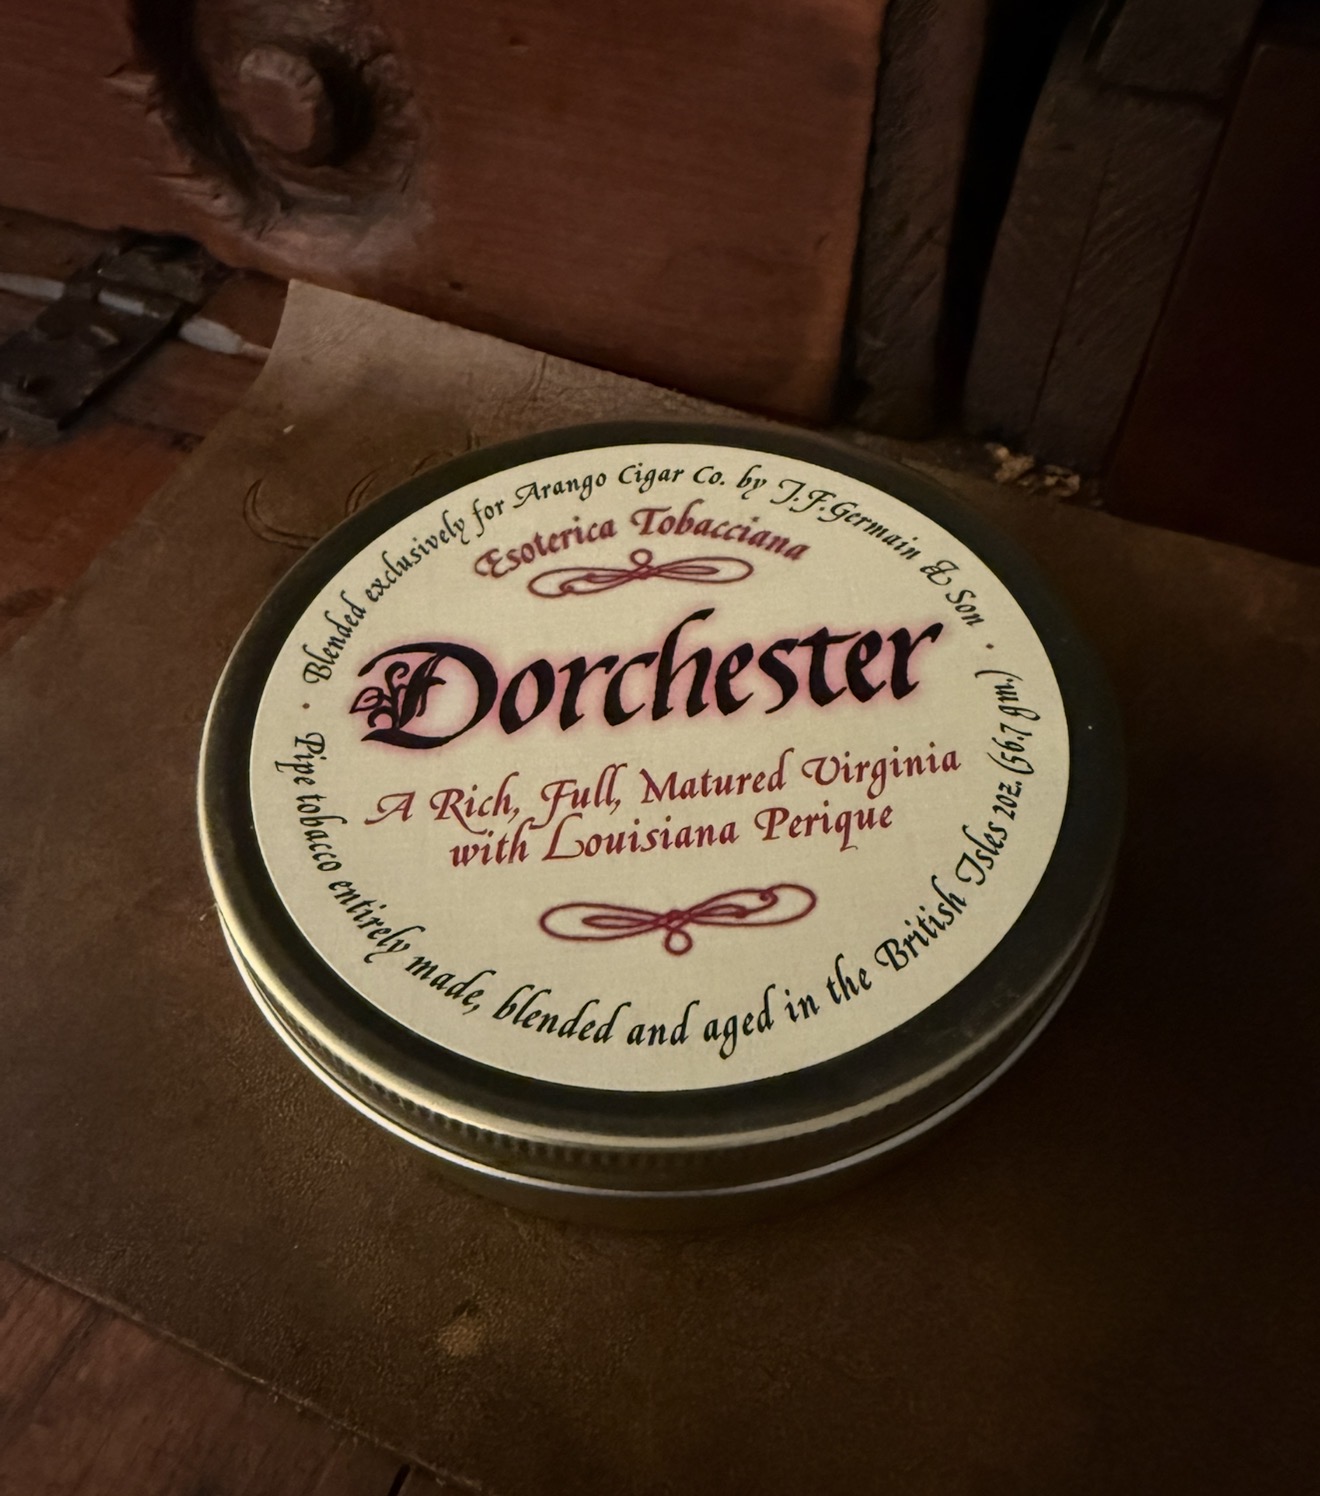 Blended exclusively for Arango Cigar Co. by J.F.Germain & Son ·
Esoterica Tobacciana
Dorchester
A Rich, Full, Matured Virginia
with Louisiana Perique
· Pipe tobacco entirely made, blended and aged in the British Isles 2oz. (56.7 gm.)